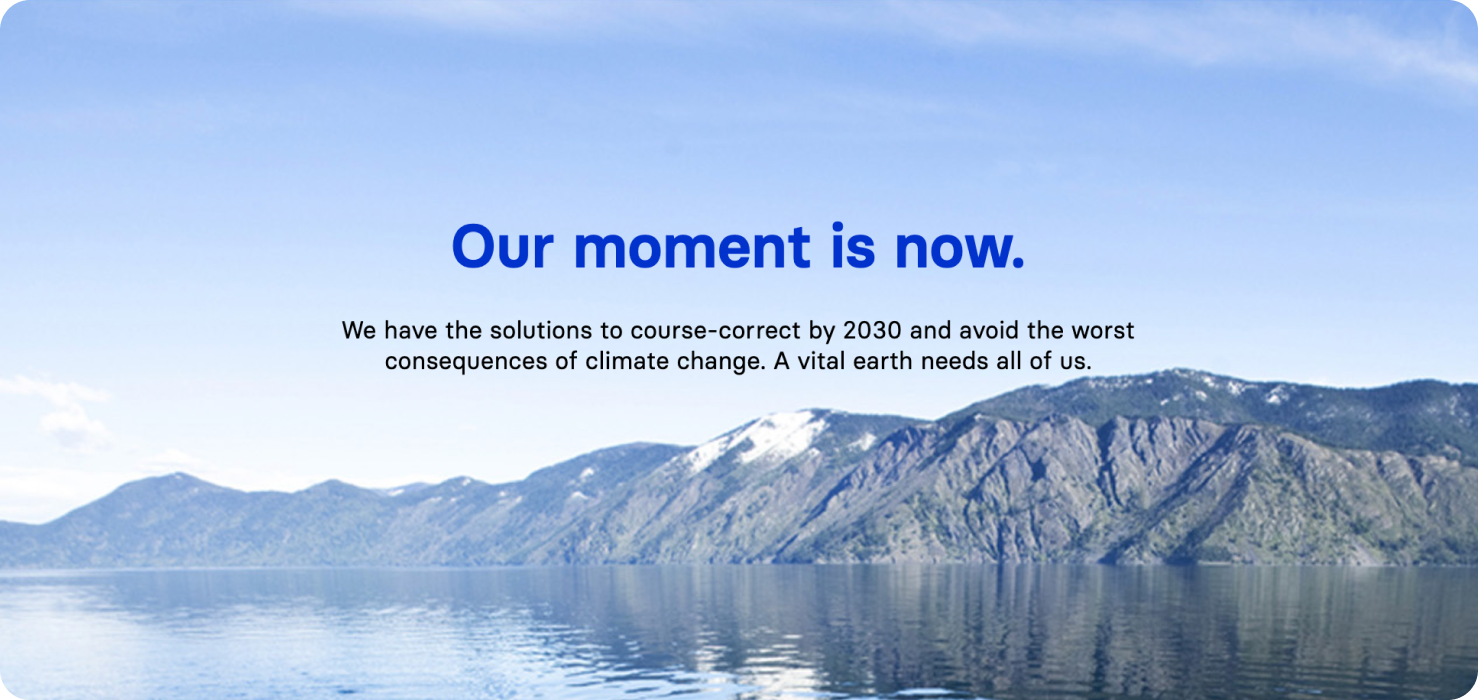 Our moment is now.
We have the solutions to course-correct by 2030 and avoid the worst
consequences of climate change. A vital earth needs all of us.